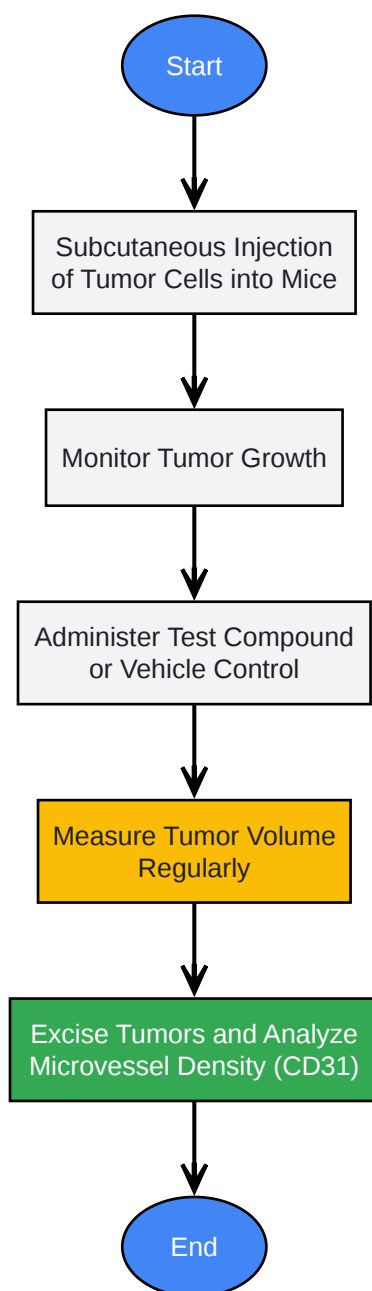 Start
Subcutaneous Injection
of Tumor Cells into Mice
Monitor Tumor Growth
Administer Test Compound
or Vehicle Control
Measure Tumor Volume
Regularly
Excise Tumors and Analyze
Microvessel Density (CD31)
End